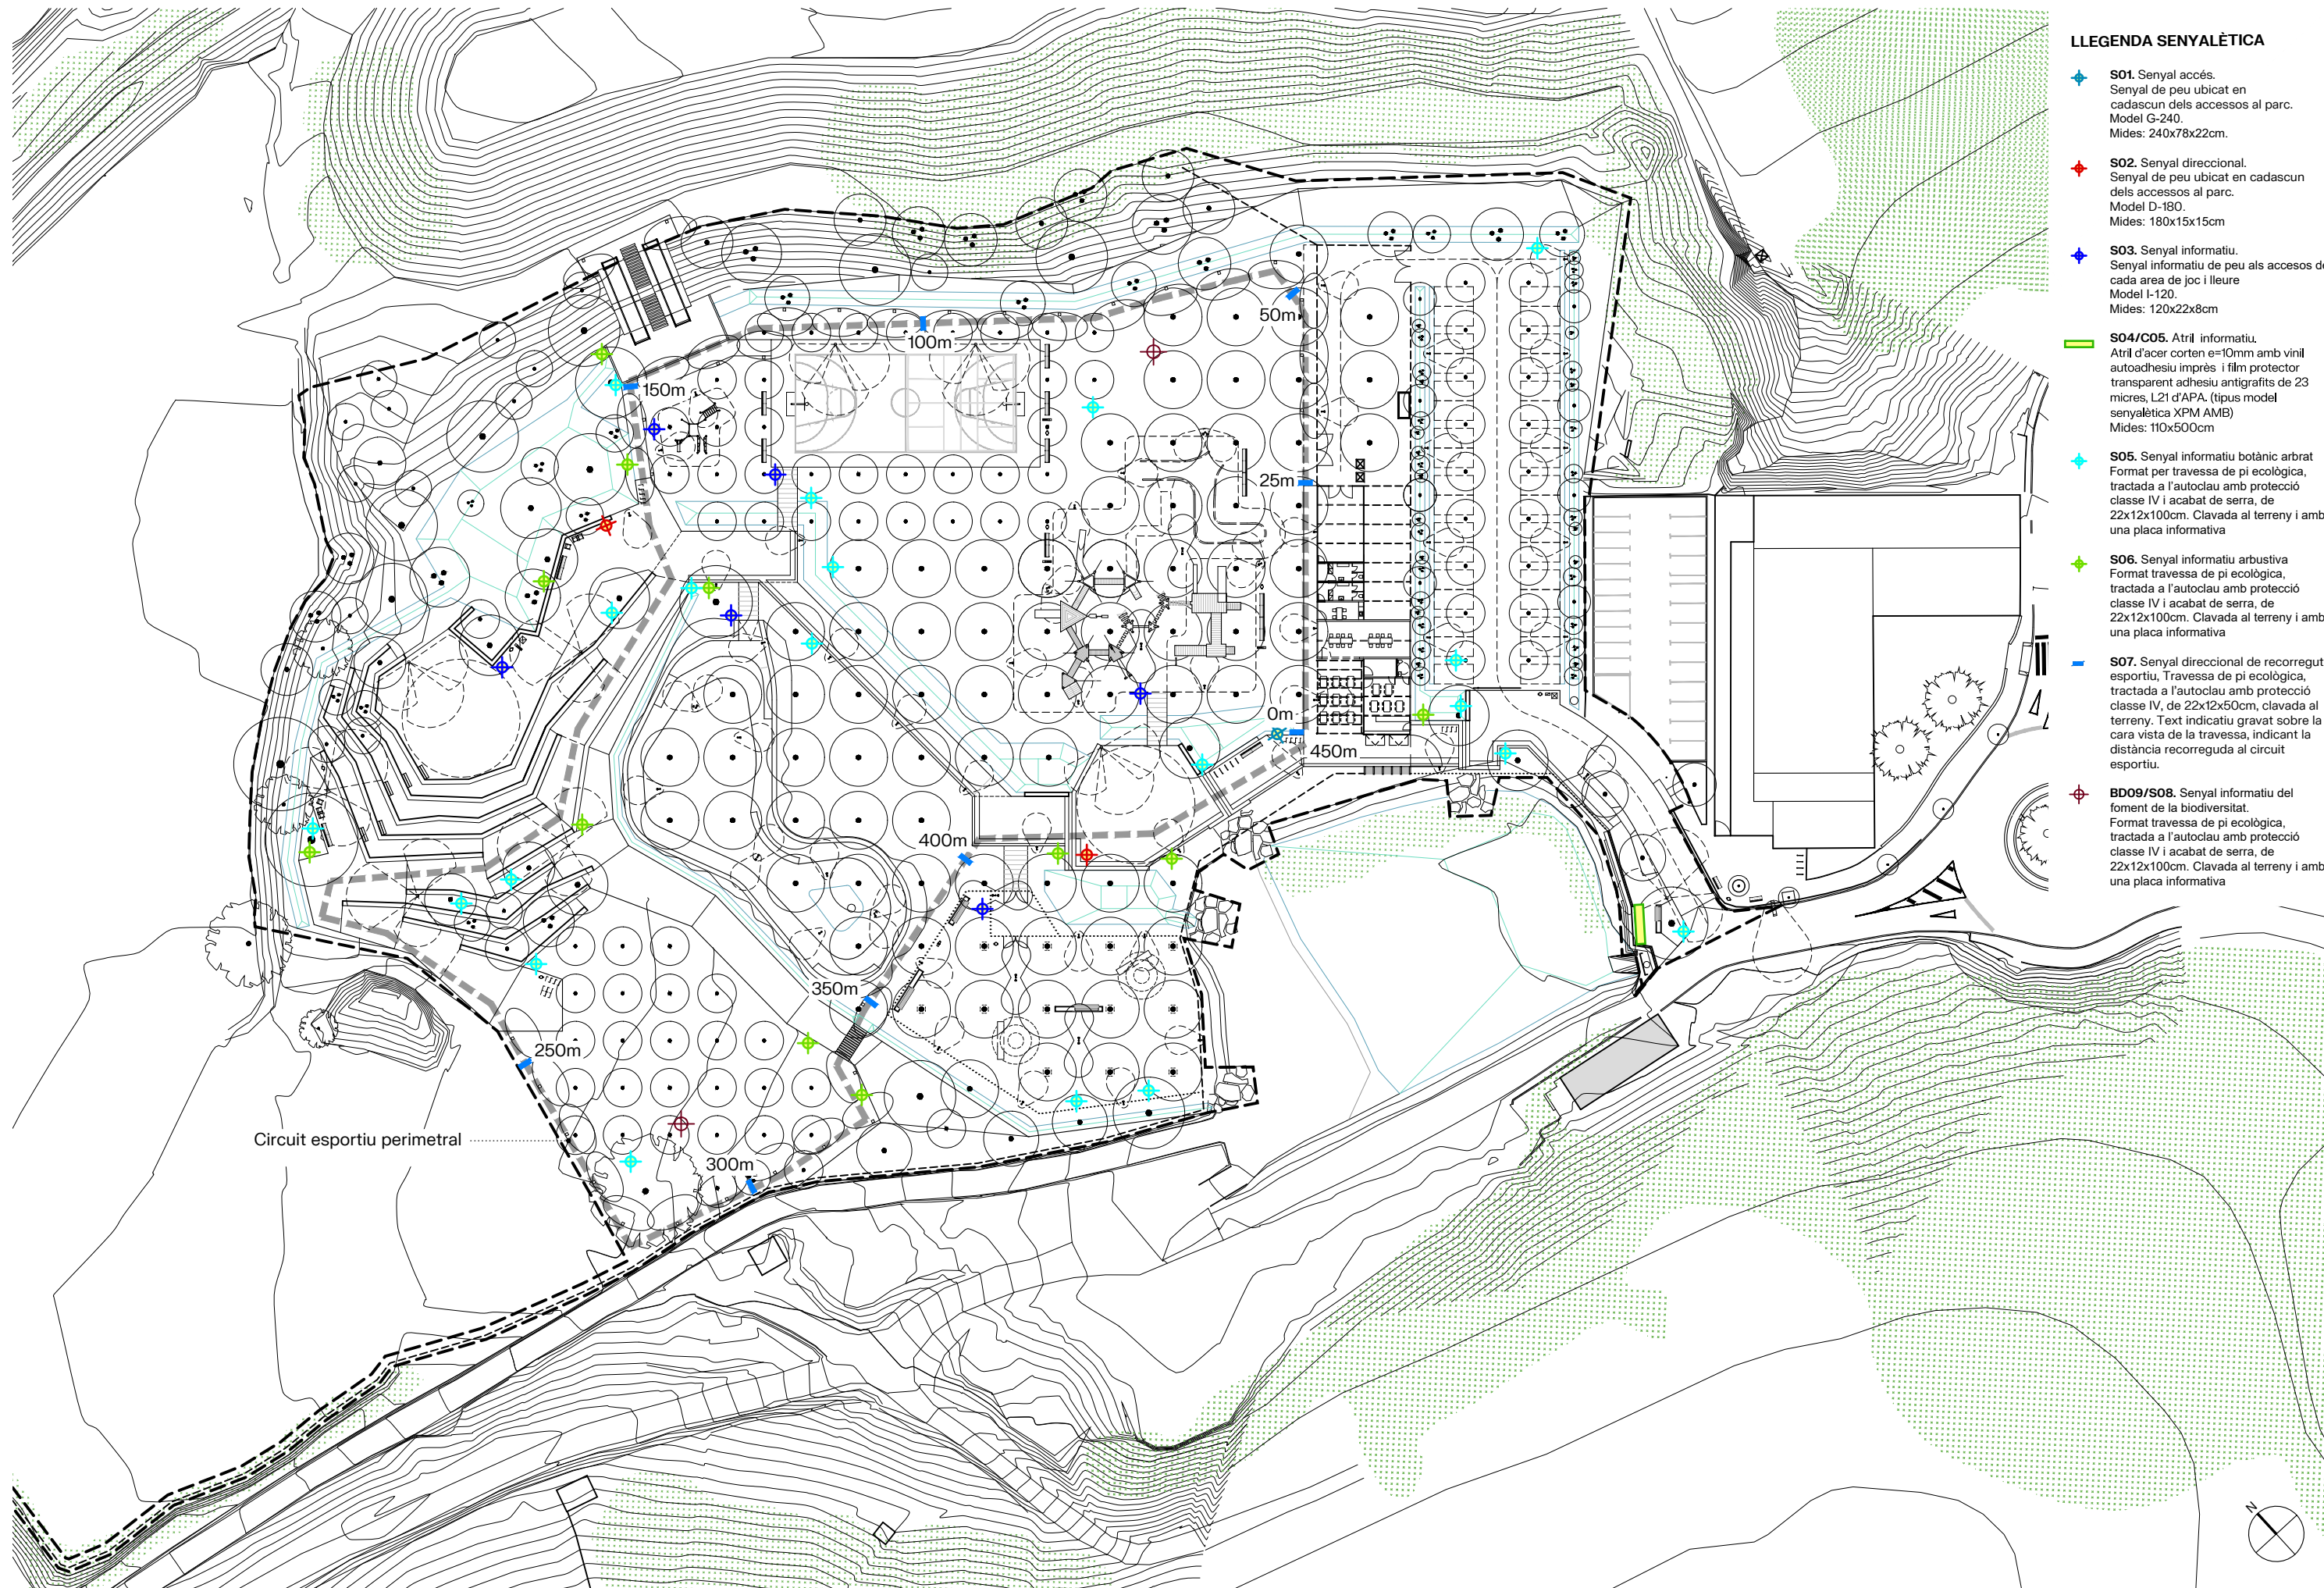 LLEGENDA SENYALÈTICA
S01. Senyal accés.
Senyal de peu ubicat en
cadascun dels accessos al parc.
Model G-240.
Mides: 240x78x22cm.
S02. Senyal direccional.
Senyal de peu ubicat en cadascun
dels accessos al parc.
Model D-180.
Mides: 180x15x15cm
S03. Senyal informatiu.
Senyal informatiu de peu als accesos de
cada area de joc i lleure
Model I-120.
Mides: 120x22x8cm
S04/C05. Atril informatiu.
Atril d'acer corten e=10mm amb vinil
autoadhesiu imprès i film protector
transparent adhesiu antigrafits de 23
micres, L21 d'APA. (tipus model
senyalètica XPM AMB)
Mides: 110x500cm
S05. Senyal informatiu botànic arbrat
Format per travessa de pi ecològica,
tractada a l'autoclau amb protecció
classe IV i acabat de serra, de
22x12x100cm. Clavada al terreny i amb
una placa informativa
S06. Senyal informatiu arbustiva
Format travessa de pi ecològica,
tractada a l'autoclau amb protecció
classe IV i acabat de serra, de
22x12x100cm. Clavada al terreny i amb
una placa informativa
S07. Senyal direccional de recorregut
esportiu, Travessa de pi ecològica,
tractada a l'autoclau amb protecció
classe IV, de 22x12x50cm, clavada al
terreny. Text indicatiu gravat sobre la
cara vista de la travessa, indicant la
distància recorreguda al circuit
esportiu.
BD09/S08. Senyal informatiu del
foment de la biodiversitat.
Format travessa de pi ecològica,
tractada a l'autoclau amb protecció
classe IV i acabat de serra, de
22x12x100cm. Clavada al terreny i amb
una placa informativa
50m
100m
150m
25m
0m
450m
400m
350m
250m
300m
Circuit esportiu perimetral
N